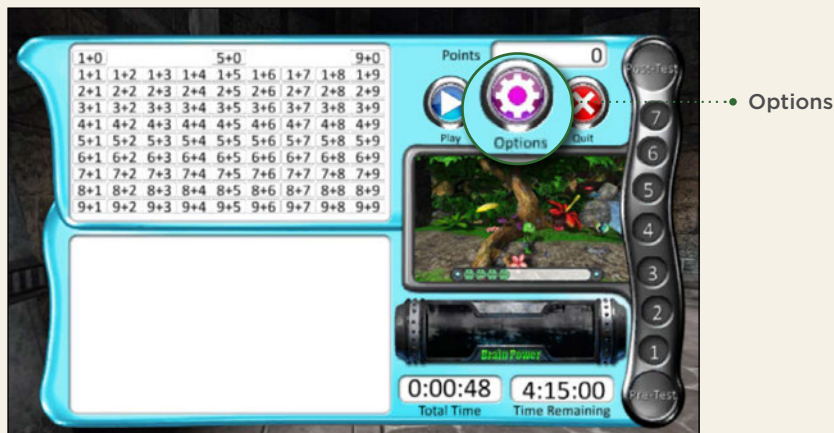 1+0 5+0 9+0
1+1 1+2 1+3 1+4 1+5 1+6 1+7 1+8 1+9
2+1 2+2 2+3 2+4 2+5 2+6 2+7 2+8 2+9
3+1 3+2 3+3 3+4 3+5 3+6 3+7 3+8 3+9
4+1 4+2 4+3 4+4 4+5 4+6 4+7 4+8 4+9
5+1 5+2 5+3 5+4 5+5 5+6 5+7 5+8 5+9
6+1 6+2 6+3 6+4 6+5 6+6 6+7 6+8 6+9
7+1 7+2 7+3 7+4 7+5 7+6 7+7 7+8 7+9
8+1 8+2 8+3 8+4 8+5 8+6 8+7 8+8 8+9
9+1 9+2 9+3 9+4 9+5 9+6 9+7 9+8 9+9
Points 0
Play Options Quit
Brain Power
0:00:48 4:15:00
Total Time Time Remaining
Post-Test
7
6
5
4
3
2
1
Pre-Test
Options